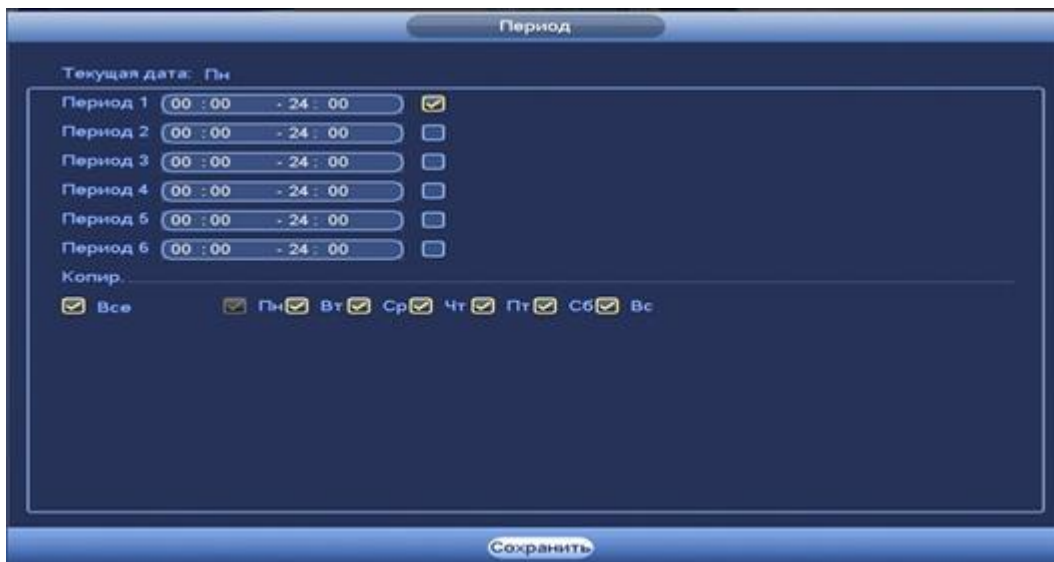 Период
Текущая дата: Пн
Период 1 00 : 00 - 24 : 00
Период 2 00 : 00 - 24 : 00
Период 3 00 : 00 - 24 : 00
Период 4 00 : 00 - 24 : 00
Период 5 00 : 00 - 24 : 00
Период 6 00 : 00 - 24 : 00
Копир.
Все Пн Вт Ср Чт Пт Сб Вс
Сохранить